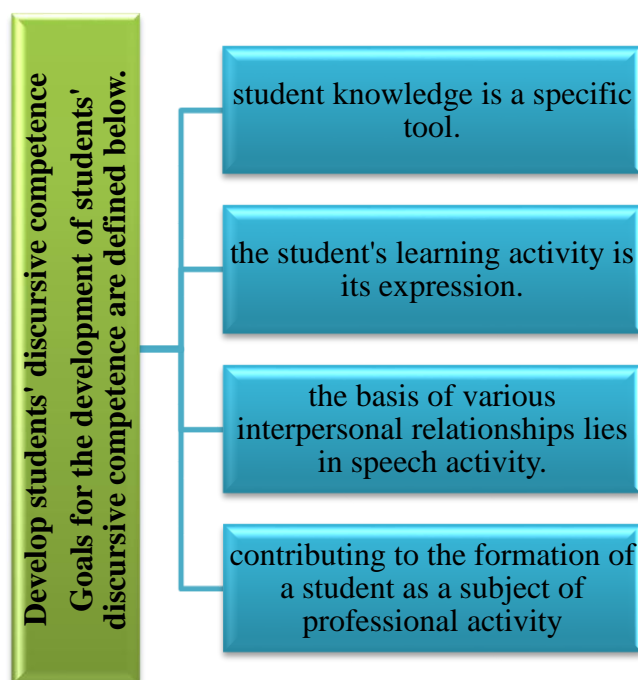 Develop students' discursive competence
Goals for the development of students'
discursive competence are defined below.
student knowledge is a specific
tool.
the student's learning activity is
its expression.
the basis of various
interpersonal relationships lies
in speech activity.
contributing to the formation of
a student as a subject of
professional activity